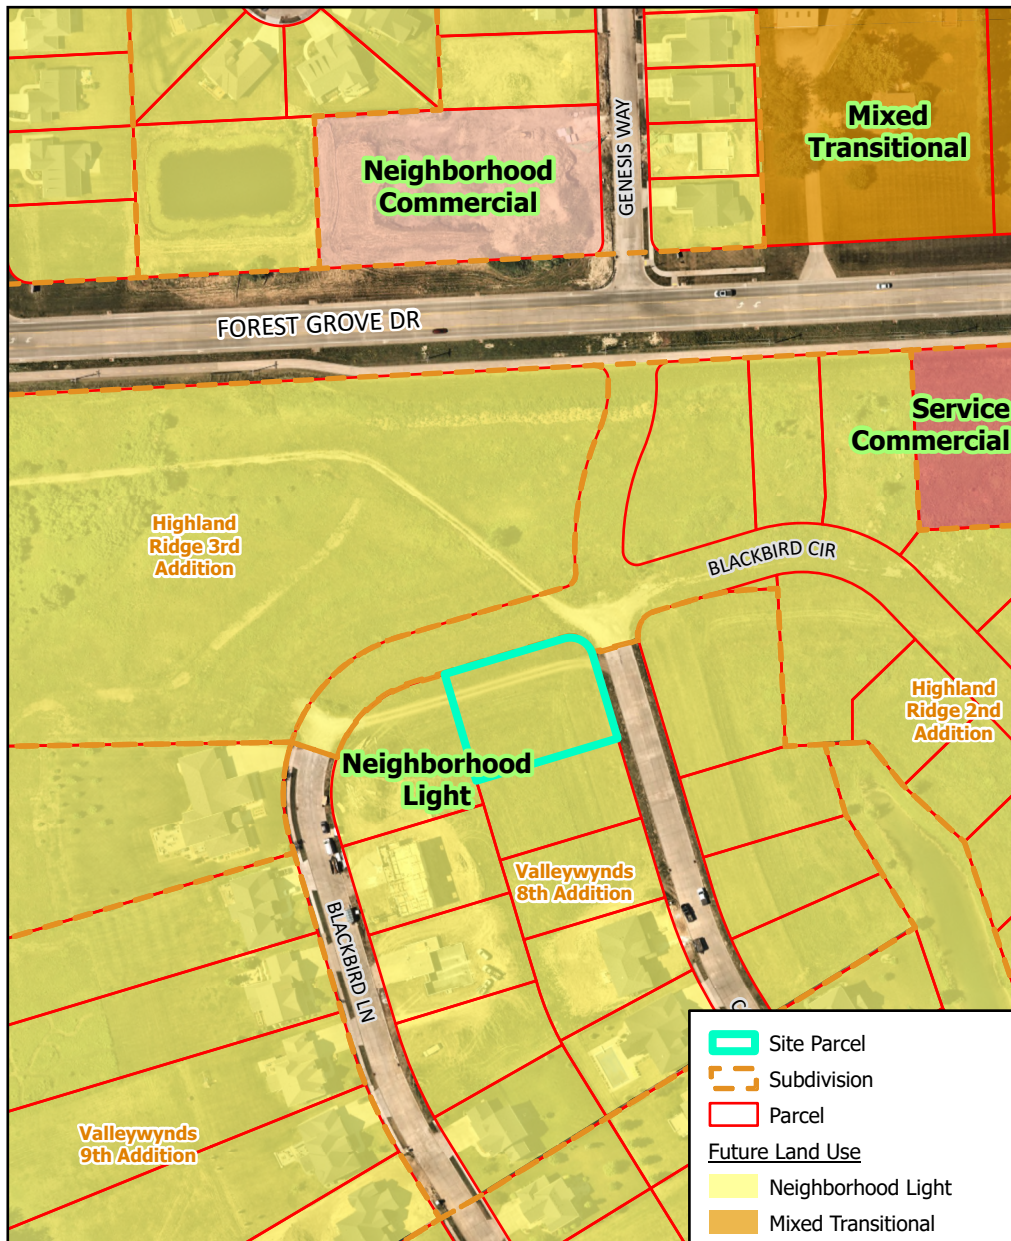 Mixed
Transitional
Neighborhood
Commercial
GENESIS WAY
FOREST GROVE DR
Service
Commercial
Highland
Ridge 3rd
Addition
BLACKBIRD CIR
Highland
Ridge 2nd
Addition
Neighborhood
Light
Valleywynds
8th Addition
BLACKBIRD LN
Valleywynds
9th Addition
Site Parcel
Subdivision
Parcel
Future Land Use
Neighborhood Light
Mixed Transitional